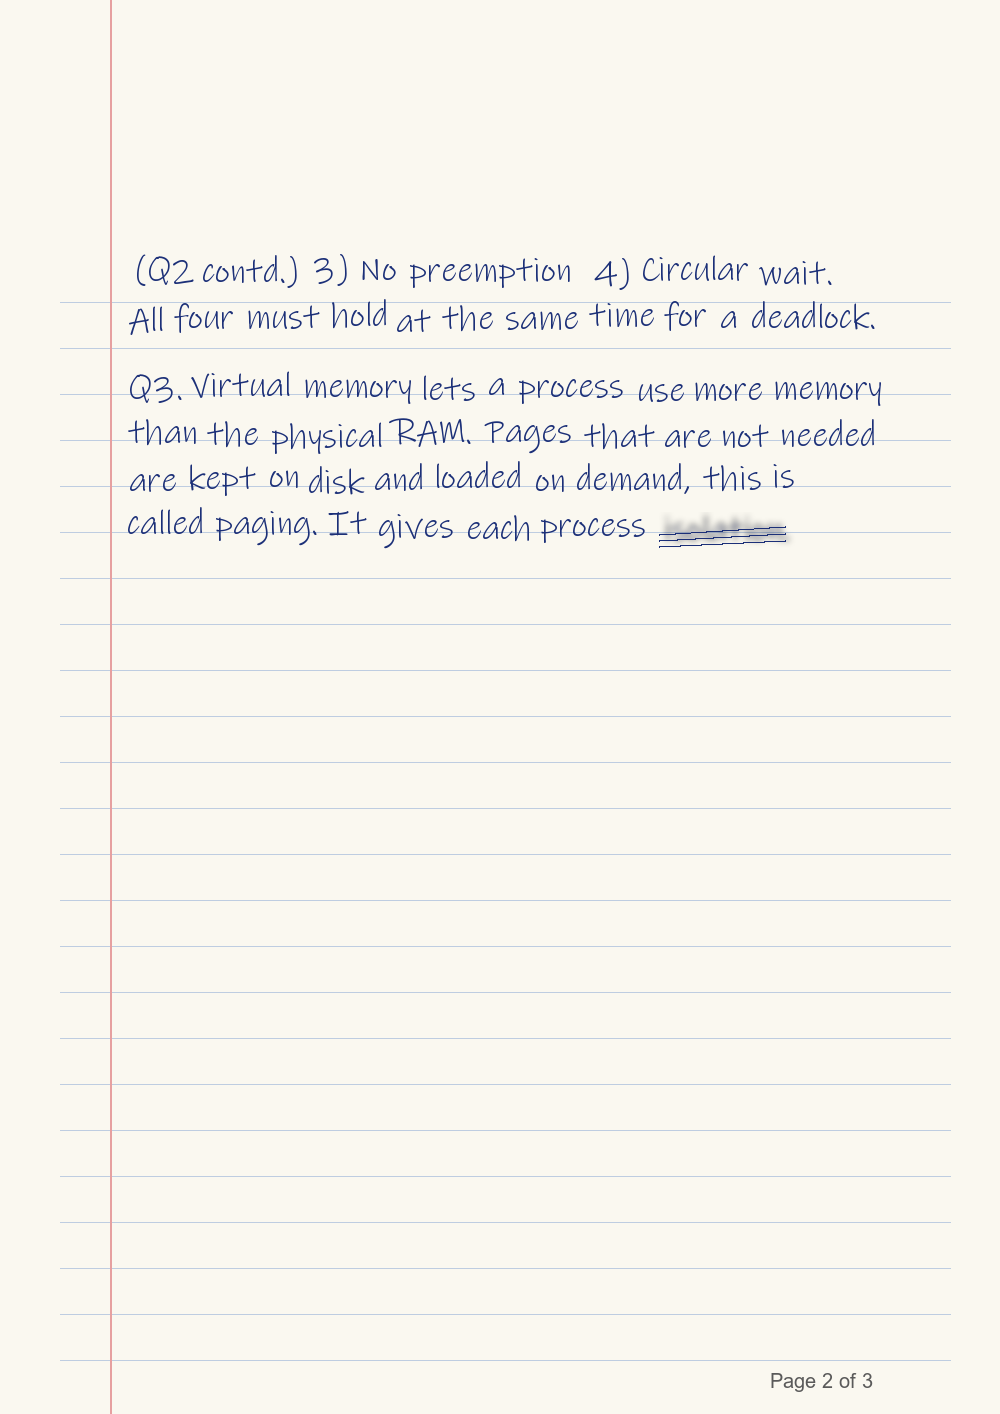 (Q2 contd.) 3) No preemption 4) Circular wait.
All four must hold at the same time for a deadlock.
Q3. Virtual memory lets a process use more memory
than the physical RAM. Pages that are not needed
are kept on disk and loaded on demand, this is
called paging. It gives each process
Page 2 of 3